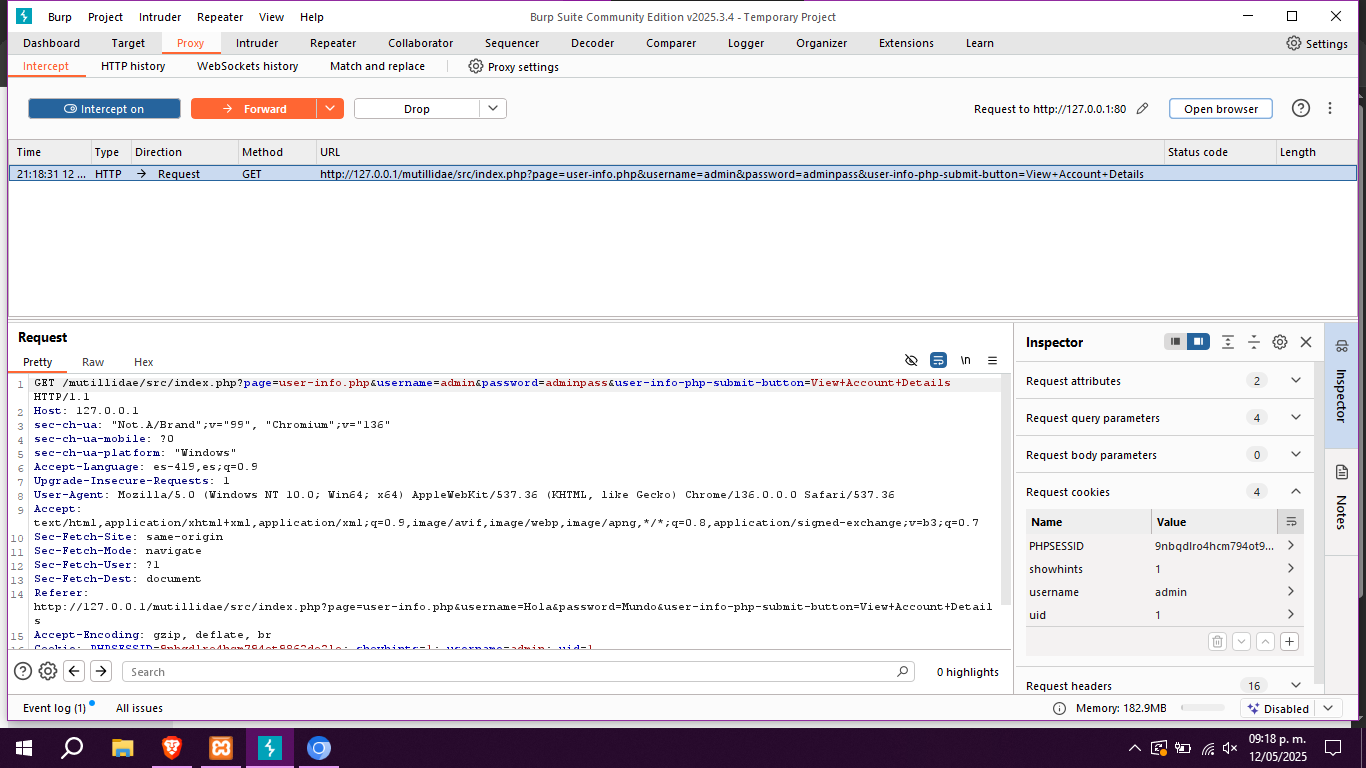 Burp Project Intruder Repeater View Help Burp Suite Community Edition v2025.3.4 - Temporary Project
Dashboard Target Proxy Intruder Repeater Collaborator Sequencer Decoder Comparer Logger Organizer Extensions Learn Settings
Intercept HTTP history WebSockets history Match and replace Proxy settings
Intercept on Forward Drop Request to http://127.0.0.1:80 Open browser
Time Type Direction Method URL Status code Length
21:18:31 12 ... HTTP → Request GET http://127.0.0.1/mutillidae/src/index.php?page=user-info.php&username=admin&password=adminpass&user-info-php-submit-button=View+Account+Details
Request
Pretty Raw Hex \n
1 GET /mutillidae/src/index.php?page=user-info.php&username=admin&password=adminpass&user-info-php-submit-button=View+Account+Details
HTTP/1.1
2 Host: 127.0.0.1
3 sec-ch-ua: "Not.A/Brand";v="99", "Chromium";v="136"
4 sec-ch-ua-mobile: ?0
5 sec-ch-ua-platform: "Windows"
6 Accept-Language: es-419,es;q=0.9
7 Upgrade-Insecure-Requests: 1
8 User-Agent: Mozilla/5.0 (Windows NT 10.0; Win64; x64) AppleWebKit/537.36 (KHTML, like Gecko) Chrome/136.0.0.0 Safari/537.36
9 Accept:
text/html,application/xhtml+xml,application/xml;q=0.9,image/avif,image/webp,image/apng,*/*;q=0.8,application/signed-exchange;v=b3;q=0.7
10 Sec-Fetch-Site: same-origin
11 Sec-Fetch-Mode: navigate
12 Sec-Fetch-User: ?1
13 Sec-Fetch-Dest: document
14 Referer:
http://127.0.0.1/mutillidae/src/index.php?page=user-info.php&username=Hola&password=Mundo&user-info-php-submit-button=View+Account+Detail
s
15 Accept-Encoding: gzip, deflate, br
16 Cookie: showhints=1; username=admin; uid=1
Search 0 highlights
Inspector
Request attributes 2
Request query parameters 4
Request body parameters 0
Request cookies 4
Name Value
PHPSESSID 9nbqdlro4hcm794ot9...
showhints 1
username admin
uid 1
Request headers 16
Inspector
Notes
Event log (1) All issues Memory: 182.9MB Disabled
09:18 p. m.
12/05/2025